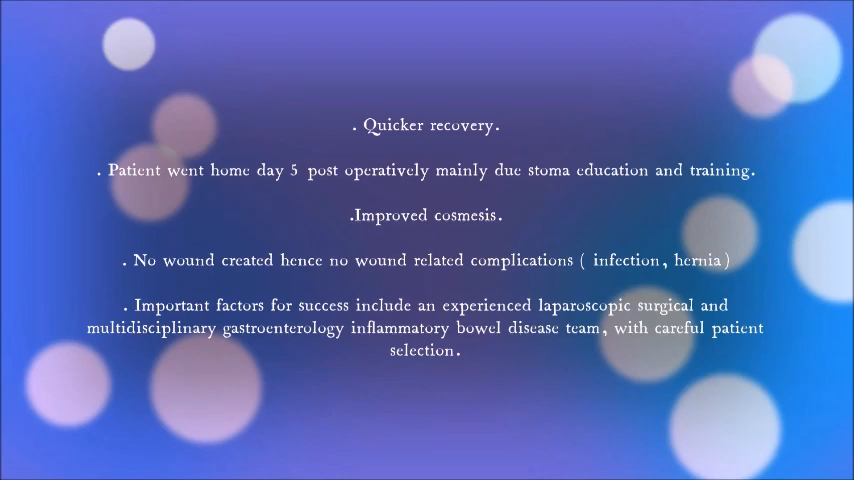 . Quicker recovery.
. Patient went home day 5 post operatively mainly due stoma education and training.
.Improved cosmesis.
. No wound created hence no wound related complications ( infection, hernia)
. Important factors for success include an experienced laparoscopic surgical and
multidisciplinary gastroenterology inflammatory bowel disease team, with careful patient
selection.